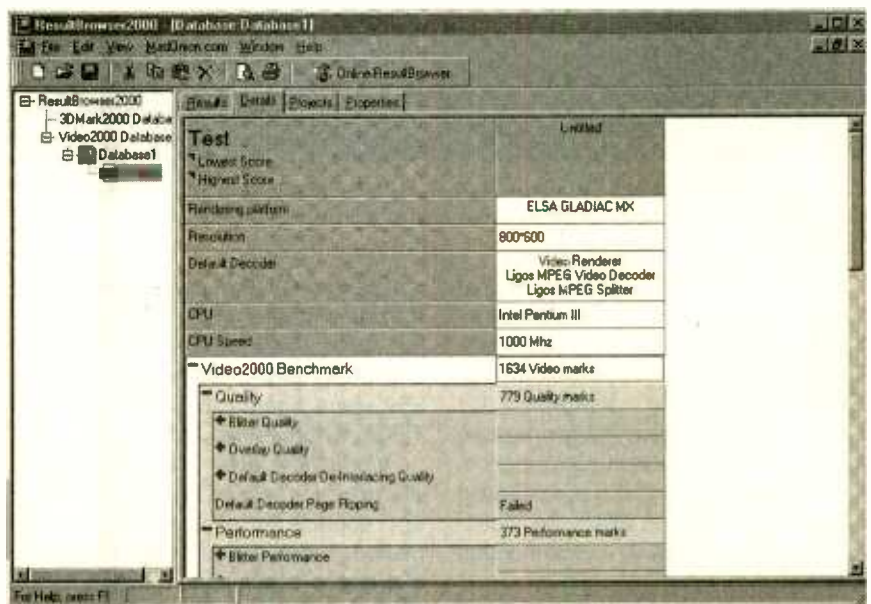 ResultBrowser2000 - [Database Database1]
File Edit View MadOnion.com Window Help
Online ResultBrowser
ResultBrowser2000
3DMark2000 Databa
Video2000 Database
Database1
Results Details Projects Properties
Test Untitled
Lowest Score
Highest Score
Rendering platform ELSA GLADIAC MX
Resolution 800*600
Default Decoder Video Renderer
Ligos MPEG Video Decoder
Ligos MPEG Splitter
CPU Intel Pentium III
CPU Speed 1000 Mhz
Video2000 Benchmark 1634 Video marks
Quality 779 Quality marks
Blitter Quality
Overlay Quality
Default Decoder De-Interlacing Quality
Default Decoder Page Flipping Failed
Performance 373 Performance marks
Blitter Performance
For Help, press F1